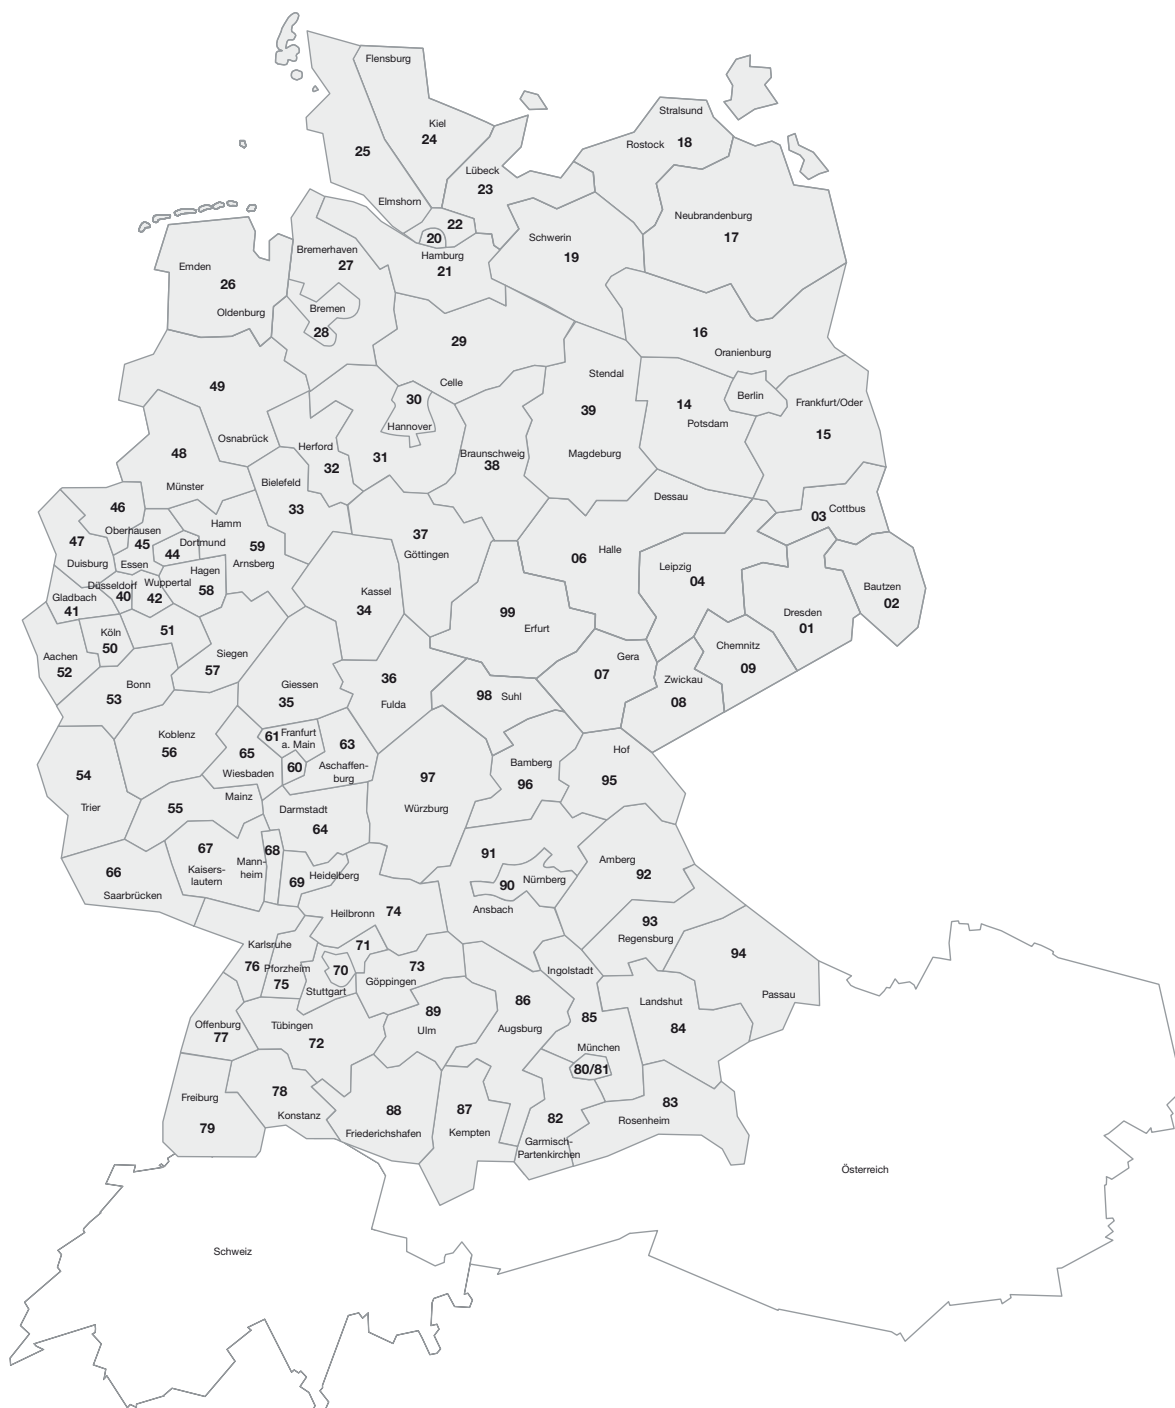 Flensburg
Kiel
24
25
Stralsund
Rostock
18
Lübeck
23
Elmshorn
22
20
Hamburg
21
Schwerin
19
Neubrandenburg
17
Bremerhaven
27
Emden
26
Oldenburg
Bremen
28
29
Celle
16
Oranienburg
49
Osnabrück
30
Hannover
31
Stendal
39
Magdeburg
14
Potsdam
Berlin
Frankfurt/Oder
15
48
Münster
Herford
32
Braunschweig
38
Bielefeld
33
Dessau
03
Cottbus
46
Oberhausen
47
Duisburg
45
Essen
Hamm
Dortmund
44
59
Arnsberg
37
Göttingen
06
Halle
Leipzig
04
Düsseldorf
40
Wuppertal
42
Hagen
58
Gladbach
41
Kassel
34
99
Erfurt
Bautzen
02
Dresden
01
Köln
50
51
Aachen
52
Siegen
57
Chemnitz
09
Gera
07
Zwickau
08
Bonn
53
Giessen
35
36
Fulda
98
Suhl
Koblenz
56
61
Franfurt
a. Main
60
63
Aschaffen-
burg
65
Wiesbaden
Hof
95
54
Trier
97
Würzburg
Bamberg
96
55
Mainz
Darmstadt
64
67
Kaisers-
lautern
68
Mann-
heim
69
Heidelberg
66
Saarbrücken
91
90
Nürnberg
Ansbach
Amberg
92
Heilbronn
74
93
Regensburg
94
Passau
Karlsruhe
76
Pforzheim
75
71
70
Stuttgart
73
Göppingen
Ingolstadt
86
Augsburg
85
München
80/81
Landshut
84
Offenburg
77
Tübingen
72
89
Ulm
Freiburg
79
78
Konstanz
88
Friederichshafen
87
Kempten
82
Garmisch-
Partenkirchen
83
Rosenheim
Österreich
Schweiz